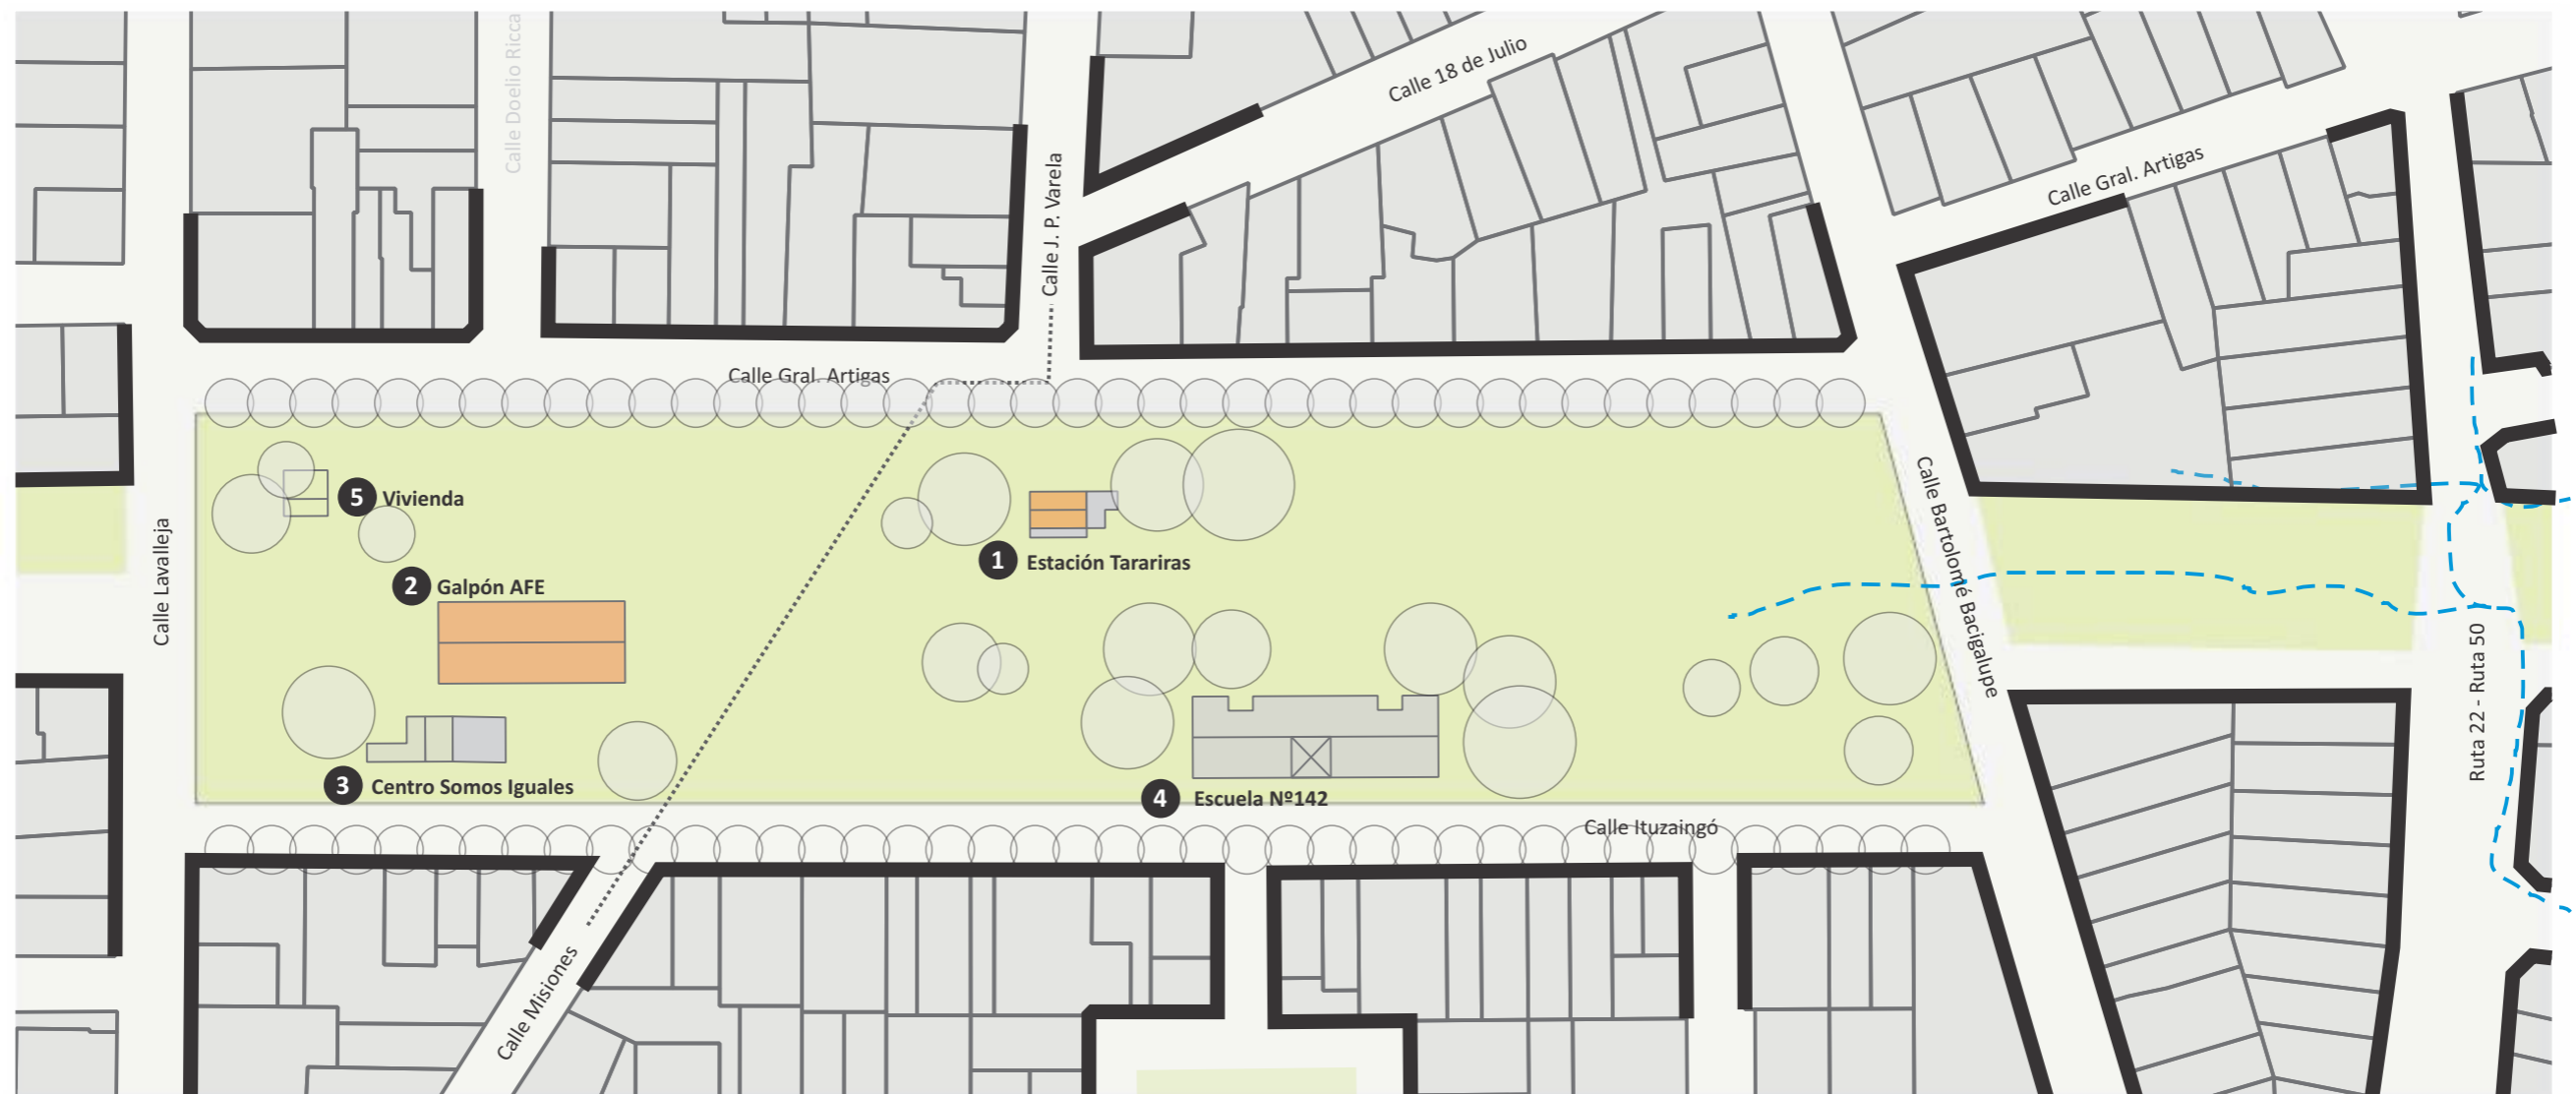 Calle Doelio Ricca
Calle 18 de Julio
Calle J. P. Varela
Calle Gral. Artigas
Calle Gral. Artigas
Calle Bartolomé Bacigalupe
5 Vivienda
1 Estación Tarariras
2 Galpón AFE
Calle Lavalleja
Ruta 22 - Ruta 50
3 Centro Somos Iguales
4 Escuela Nº142
Calle Ituzaingó
Calle Misiones